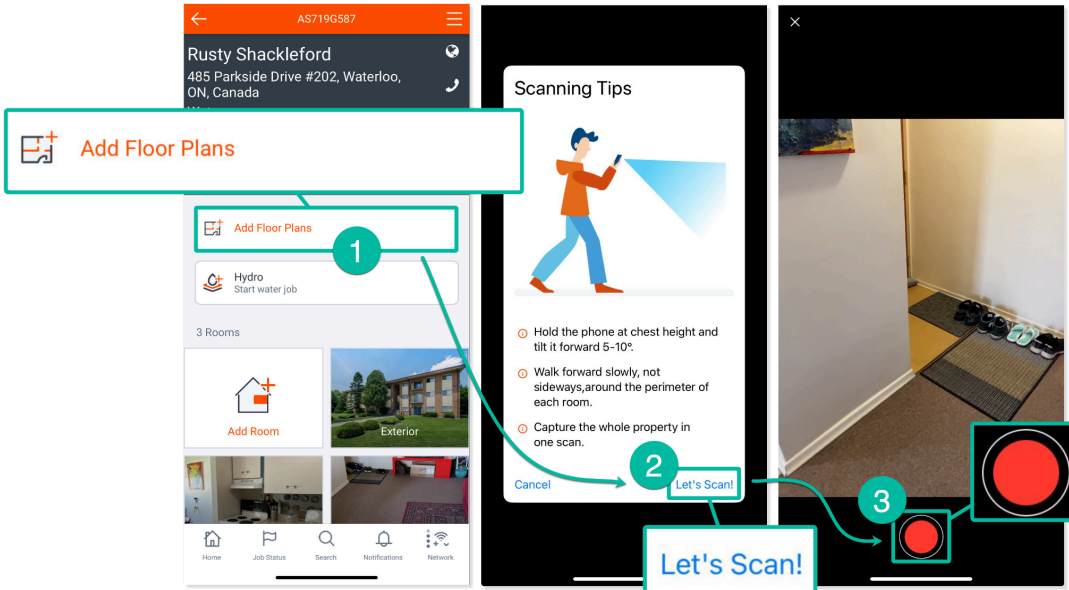 AS719G587
Rusty Shackleford
485 Parkside Drive #202, Waterloo,
ON, Canada
Add Floor Plans
Add Floor Plans
1
Hydro
Start water job
3 Rooms
Add Room
Exterior
Home
Job Status
Search
Notifications
Network
Scanning Tips
Hold the phone at chest height and
tilt it forward 5-10º.
Walk forward slowly, not
sideways,around the perimeter of
each room.
Capture the whole property in
one scan.
2
Cancel
Let's Scan!
Let's Scan!
3